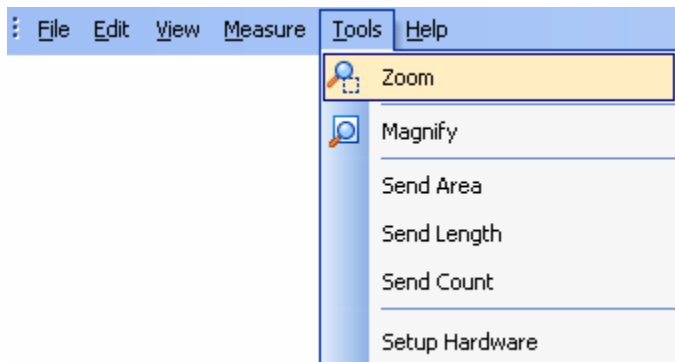 File Edit View Measure Tools Help
Zoom
Magnify
Send Area
Send Length
Send Count
Setup Hardware